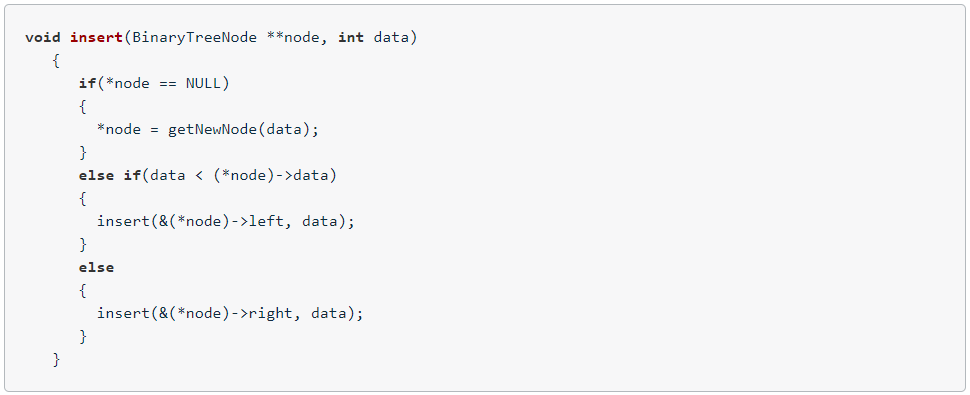 void insert(BinaryTreeNode **node, int data)
{
if(*node == NULL)
{
*node = getNewNode(data);
}
else if(data < (*node)->data)
{
insert(&(*node)->left, data);
}
else
{
insert(&(*node)->right, data);
}
}